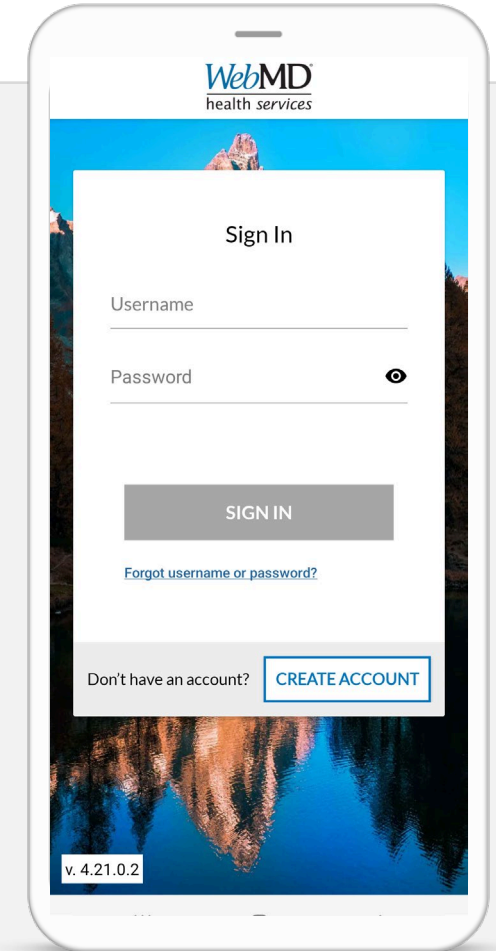 WebMD
health services
Sign In
Username
Password
SIGN IN
Forgot username or password?
Don't have an account?
CREATE ACCOUNT
v. 4.21.0.2